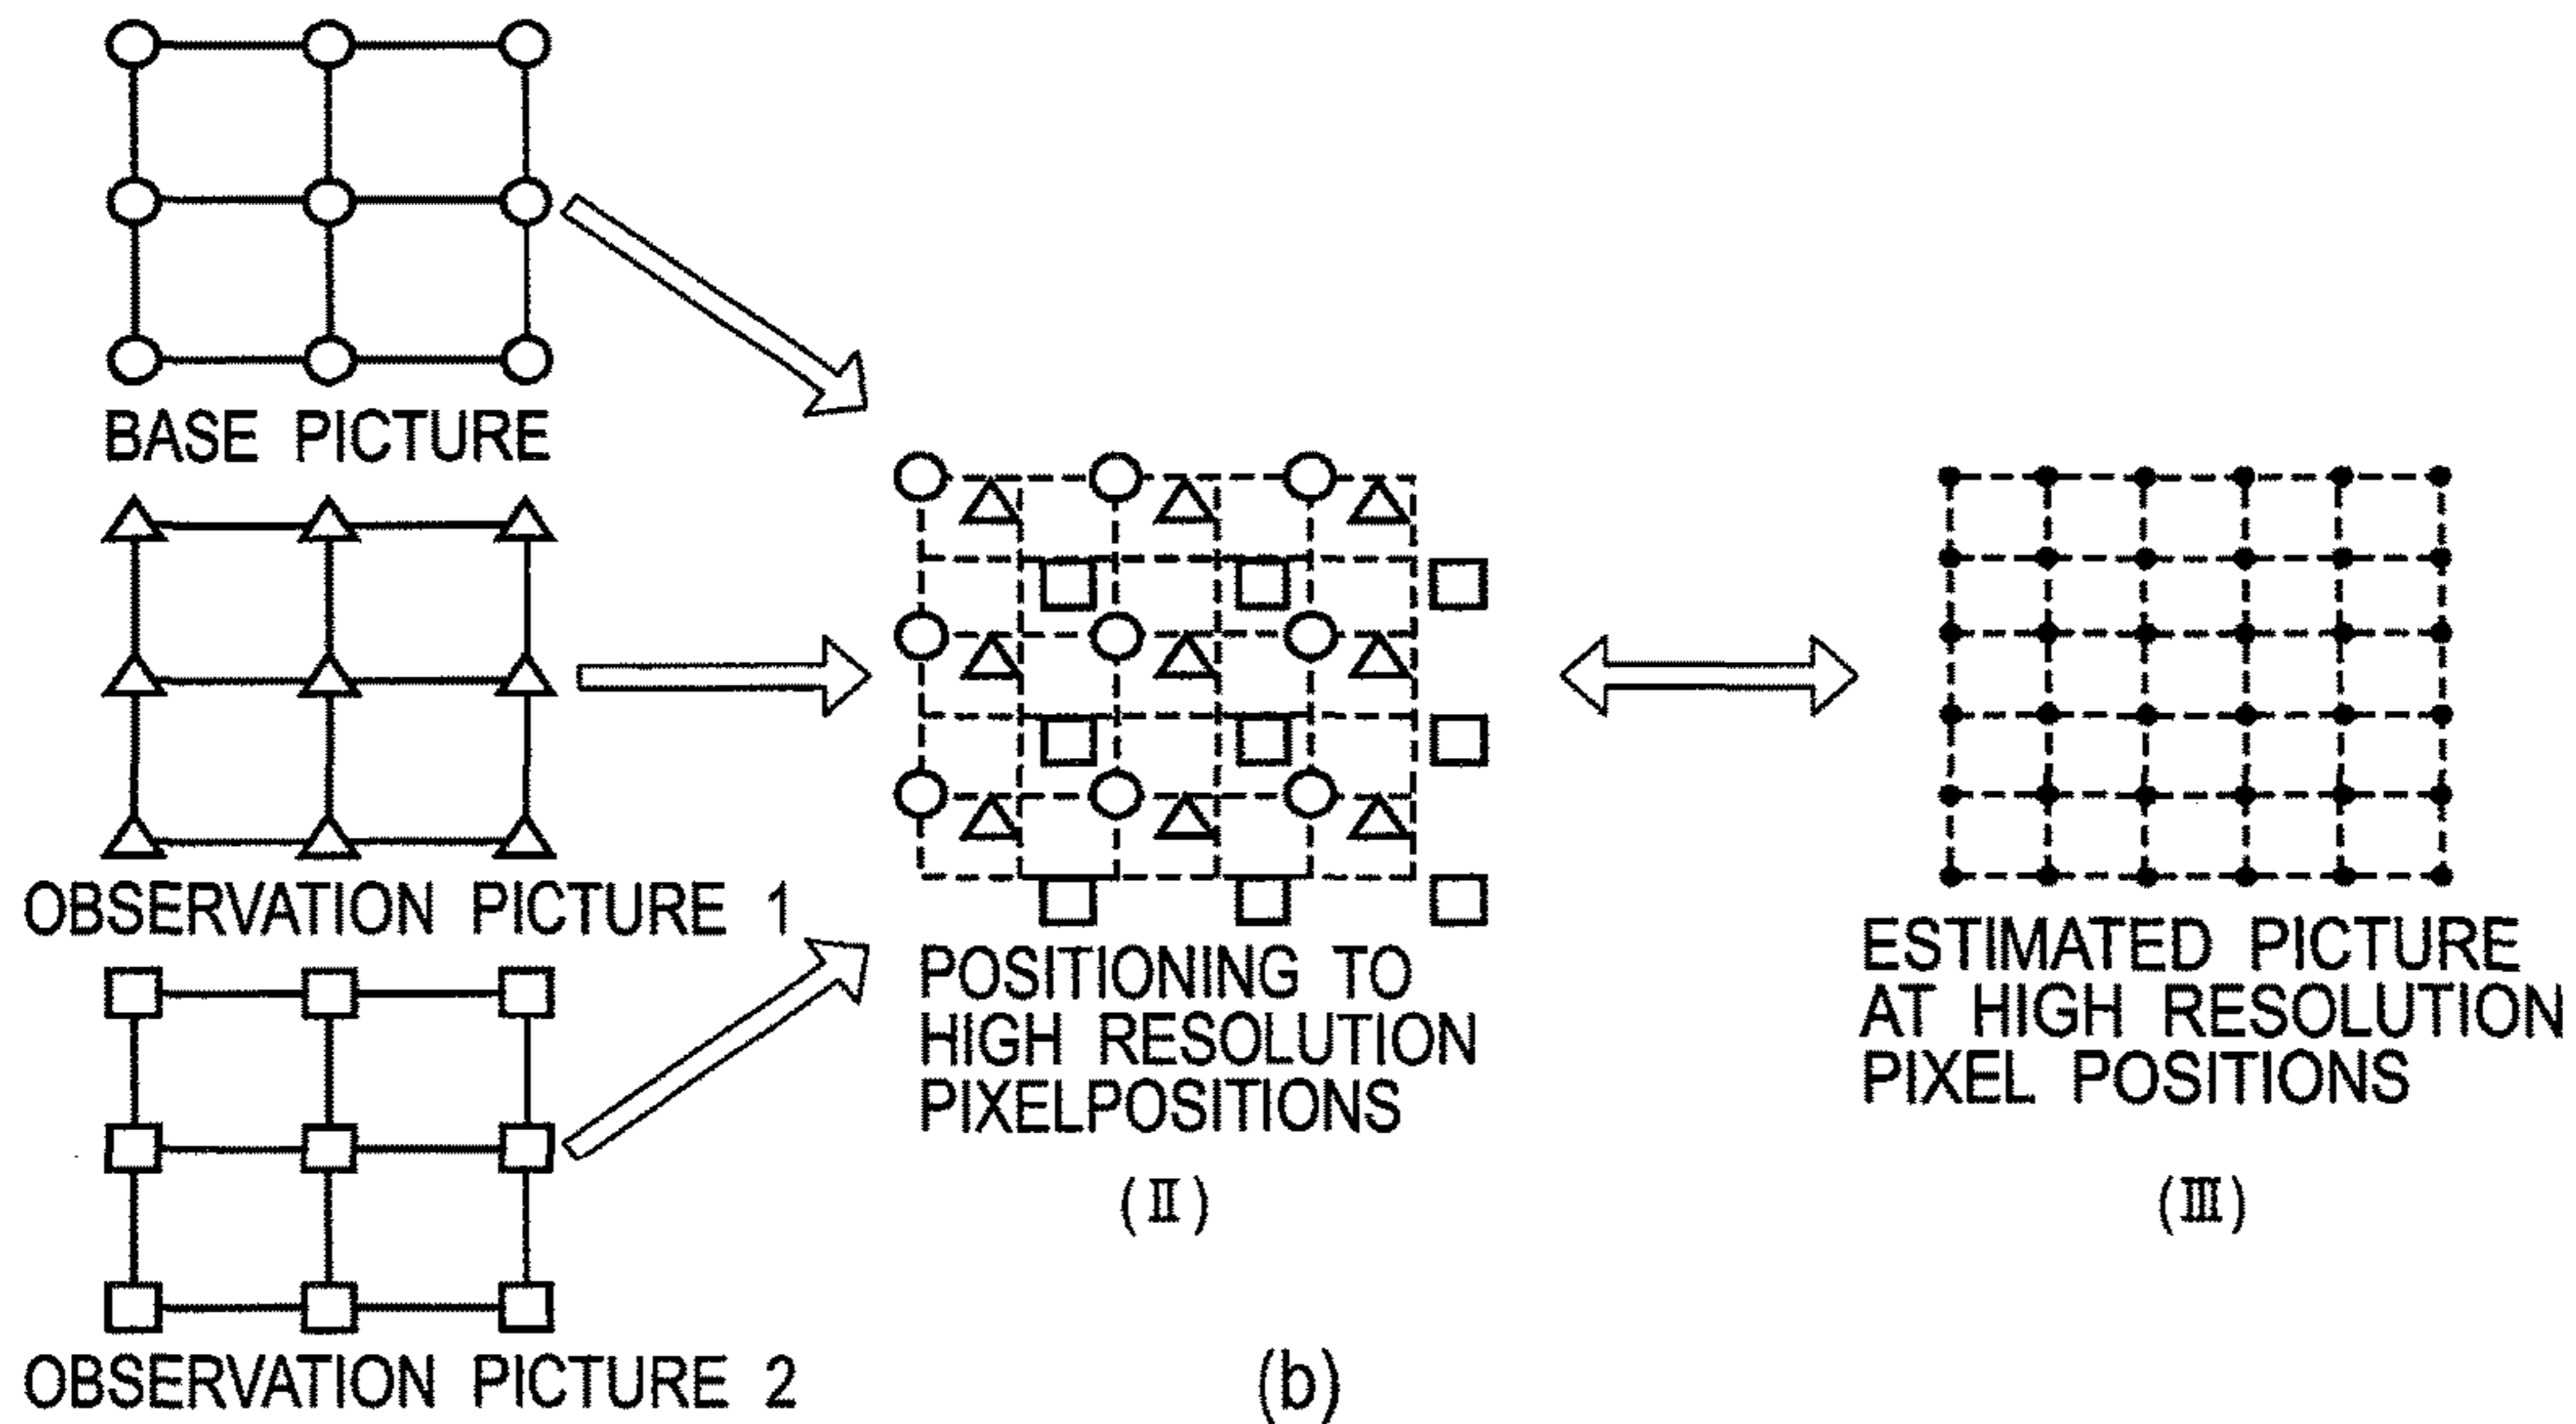 BASE PICTURE
OBSERVATION PICTURE 1
OBSERVATION PICTURE 2
POSITIONING TO
HIGH RESOLUTION
PIXELPOSITIONS
(II)
ESTIMATED PICTURE
AT HIGH RESOLUTION
PIXEL POSITIONS
(III)
(b)